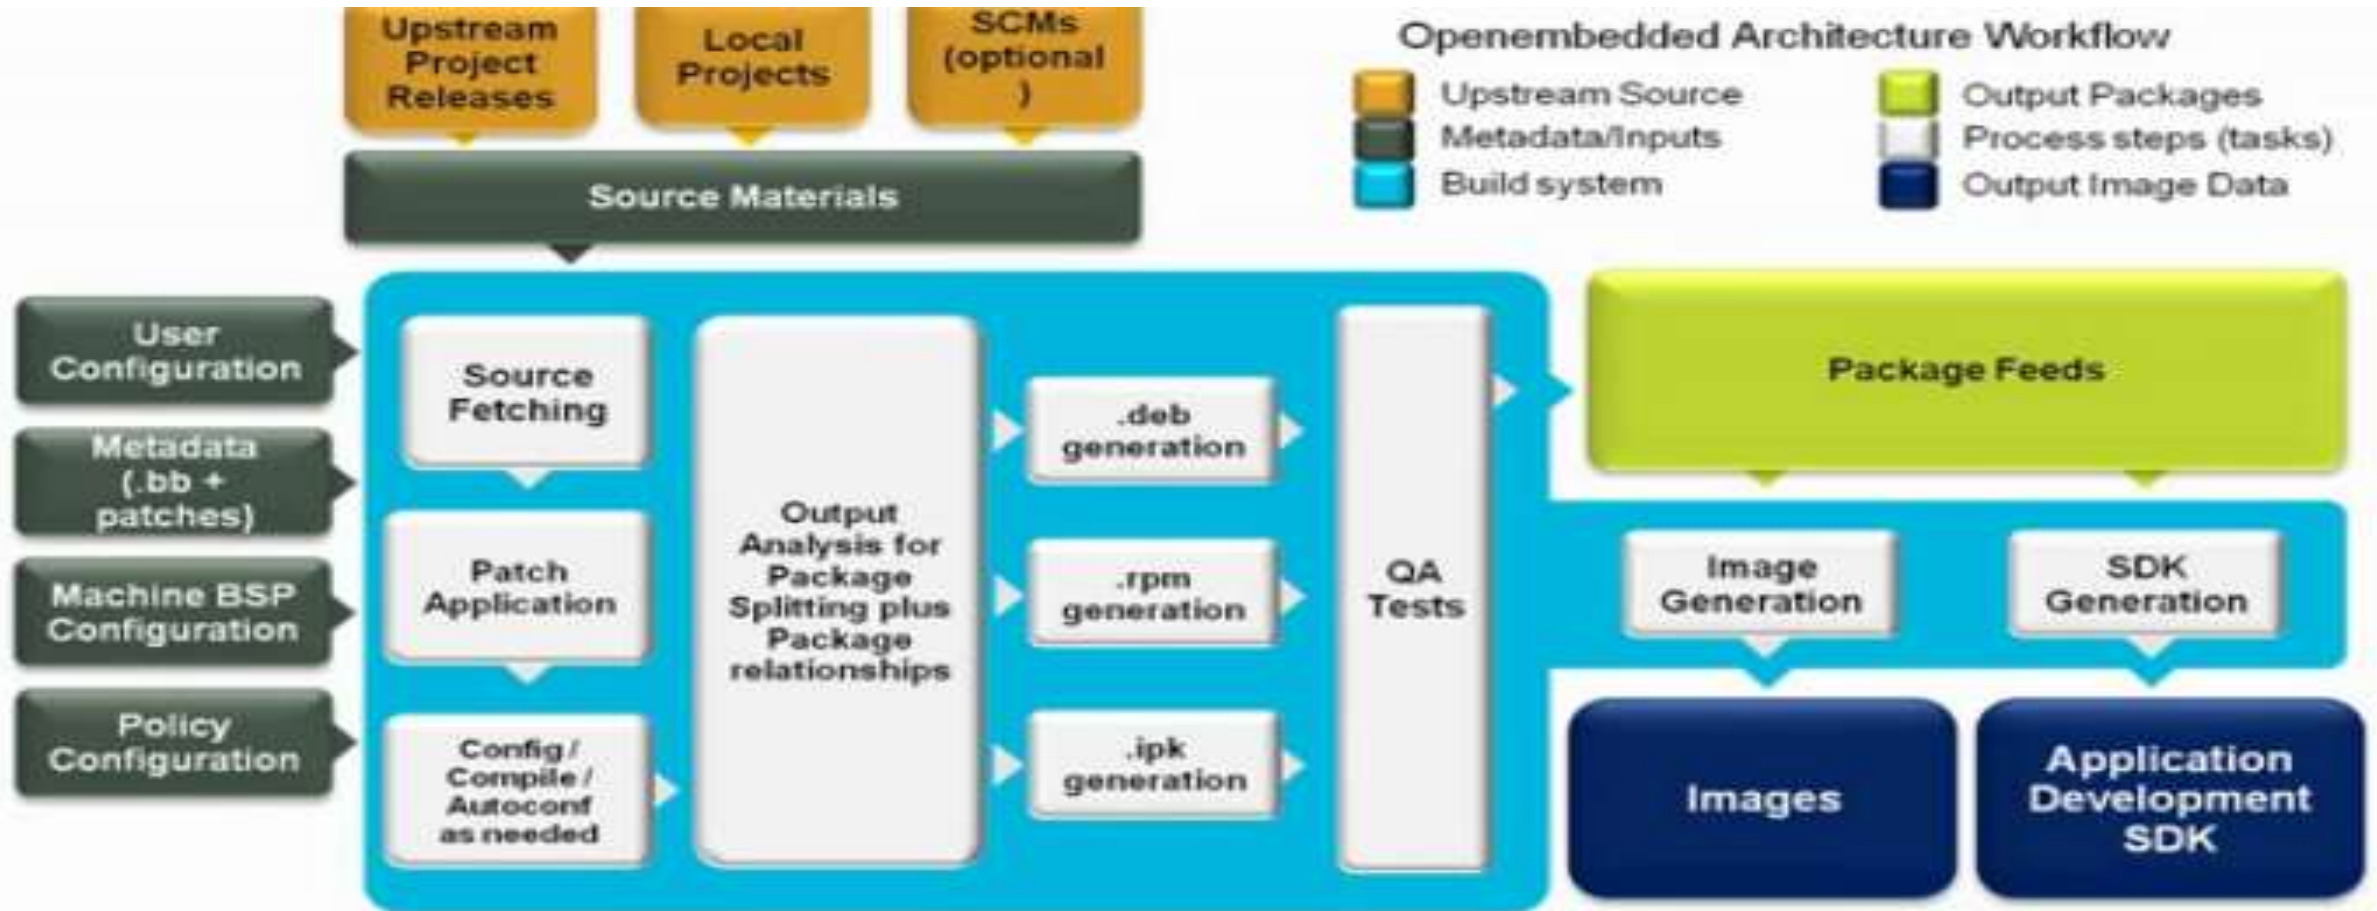 Upstream
Project
Releases
Local
Projects
SCMs
(optional
)
Openembedded Architecture Workflow
Upstream Source
Metadata/Inputs
Build system
Output Packages
Process steps (tasks)
Output Image Data
Source Materials
User
Configuration
Metadata
(.bb +
patches)
Machine BSP
Configuration
Policy
Configuration
Source
Fetching
Patch
Application
Config /
Compile /
Autoconf
as needed
Output
Analysis for
Package
Splitting plus
Package
relationships
.deb
generation
.rpm
generation
.ipk
generation
QA
Tests
Package Feeds
Image
Generation
SDK
Generation
Images
Application
Development
SDK